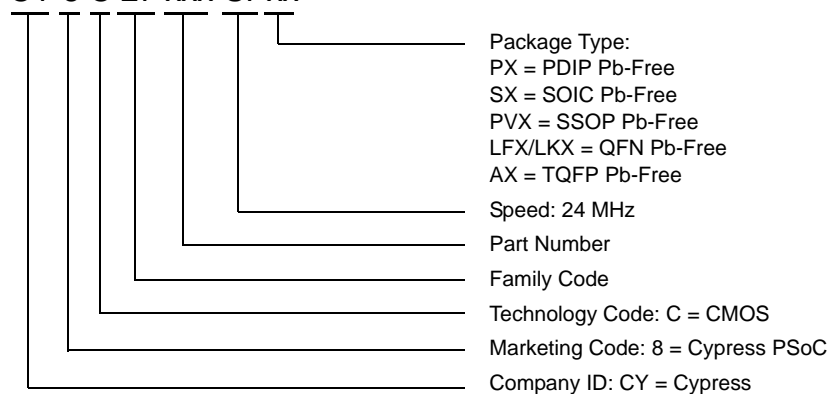 Package Type:
PX = PDIP Pb-Free
SX = SOIC Pb-Free
PVX = SSOP Pb-Free
LFX/LKX = QFN Pb-Free
AX = TQFP Pb-Free
Speed: 24 MHz
Part Number
Family Code
Technology Code: C = CMOS
Marketing Code: 8 = Cypress PSoC
Company ID: CY = Cypress